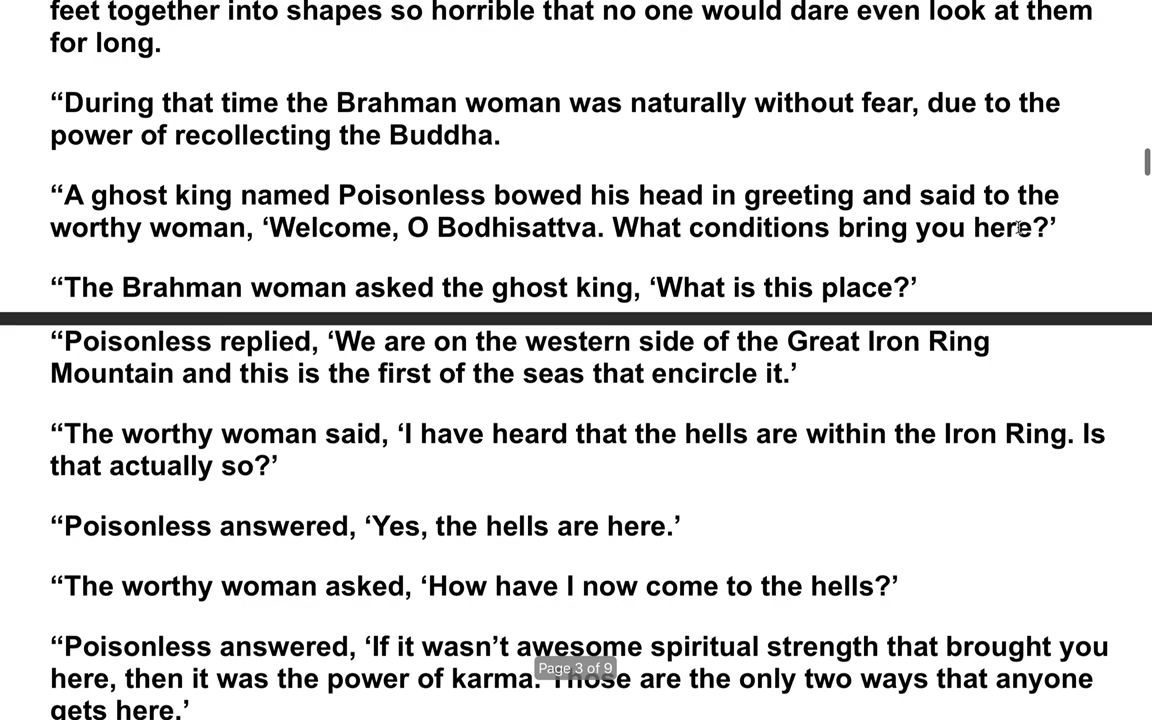 feet together into shapes so horrible that no one would dare even look at them
for long.
“During that time the Brahman woman was naturally without fear, due to the
power of recollecting the Buddha.
“A ghost king named Poisonless bowed his head in greeting and said to the
worthy woman, ‘Welcome, O Bodhisattva. What conditions bring you here?’
“The Brahman woman asked the ghost king, ‘What is this place?’
“Poisonless replied, ‘We are on the western side of the Great Iron Ring
Mountain and this is the first of the seas that encircle it.’
“The worthy woman said, ‘I have heard that the hells are within the Iron Ring. Is
that actually so?’
“Poisonless answered, ‘Yes, the hells are here.’
“The worthy woman asked, ‘How have I now come to the hells?’
“Poisonless answered, ‘If it wasn’t awesome spiritual strength that brought you
here, then it was the power of karma. Those are the only two ways that anyone
gets here.’
Page 3 of 9